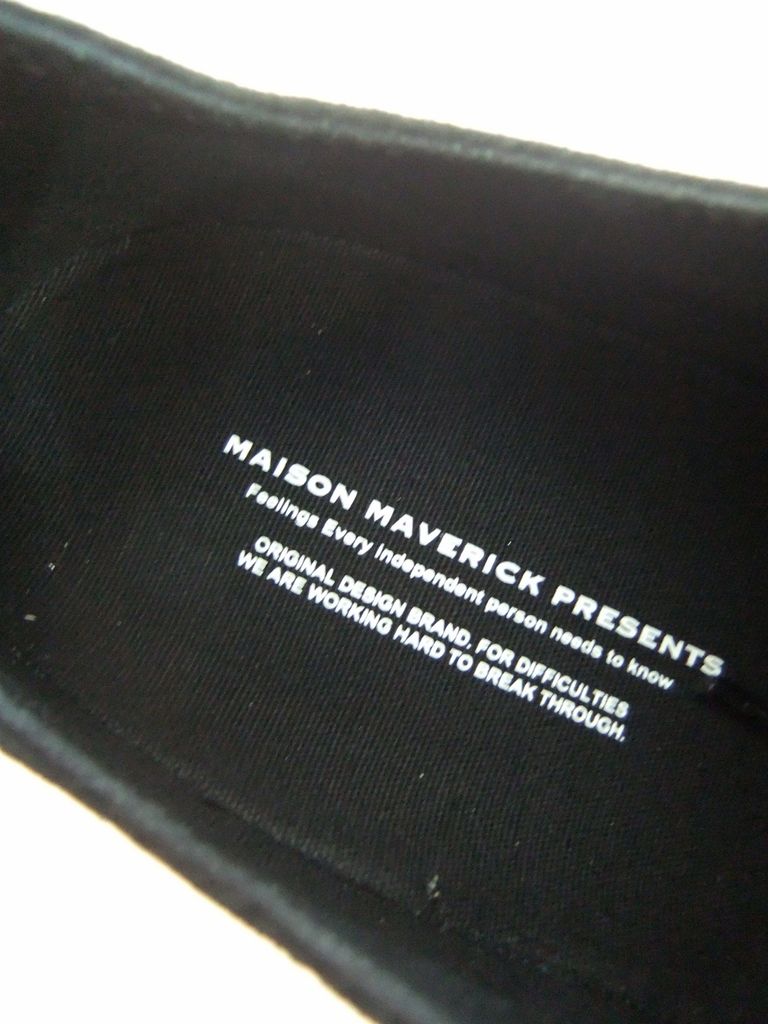 MAISON MAVERICK PRESENTS
Feelings Every independent person needs to know
ORIGINAL DESIGN BRAND, FOR DIFFICULTIES
WE ARE WORKING HARD TO BREAK THROUGH.